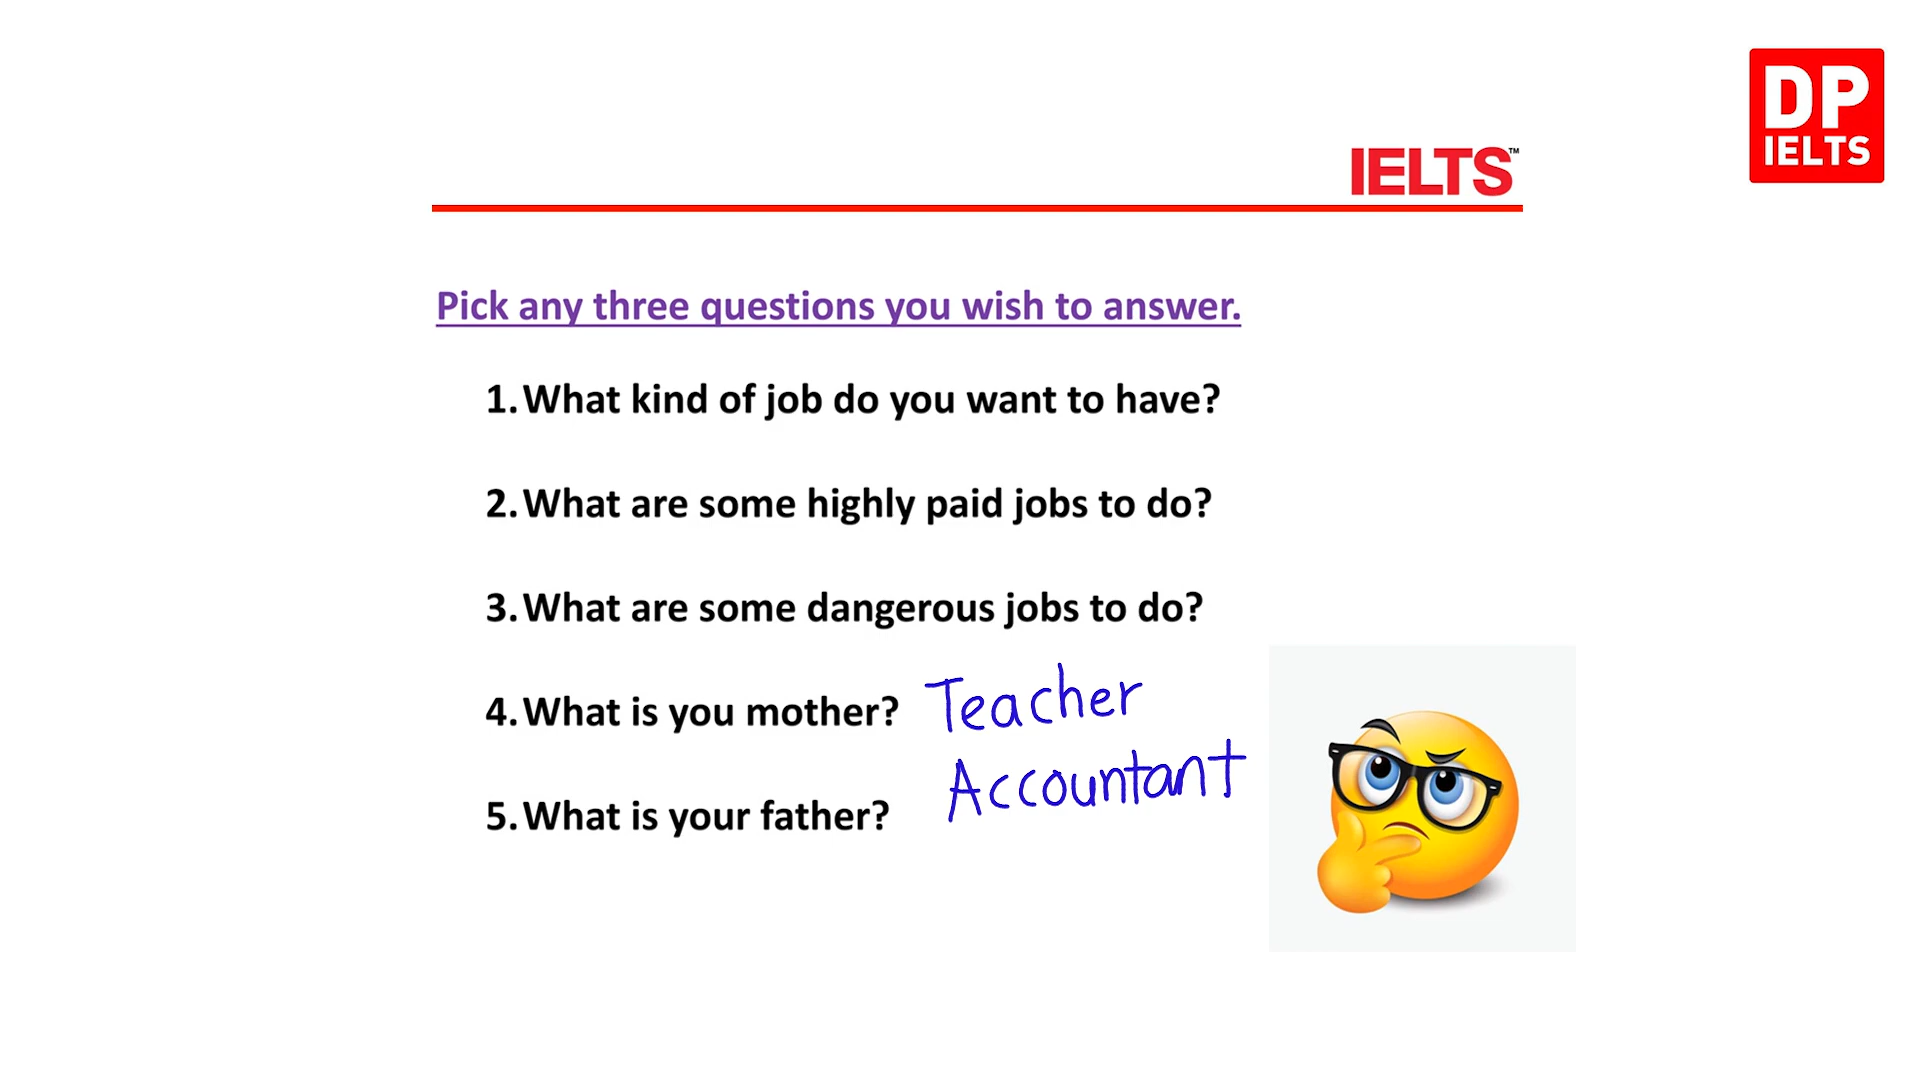 DP
IELTS
IELTS™
Pick any three questions you wish to answer.
1. What kind of job do you want to have?
2. What are some highly paid jobs to do?
3. What are some dangerous jobs to do?
4. What is you mother? Teacher
Accountant
5. What is your father?